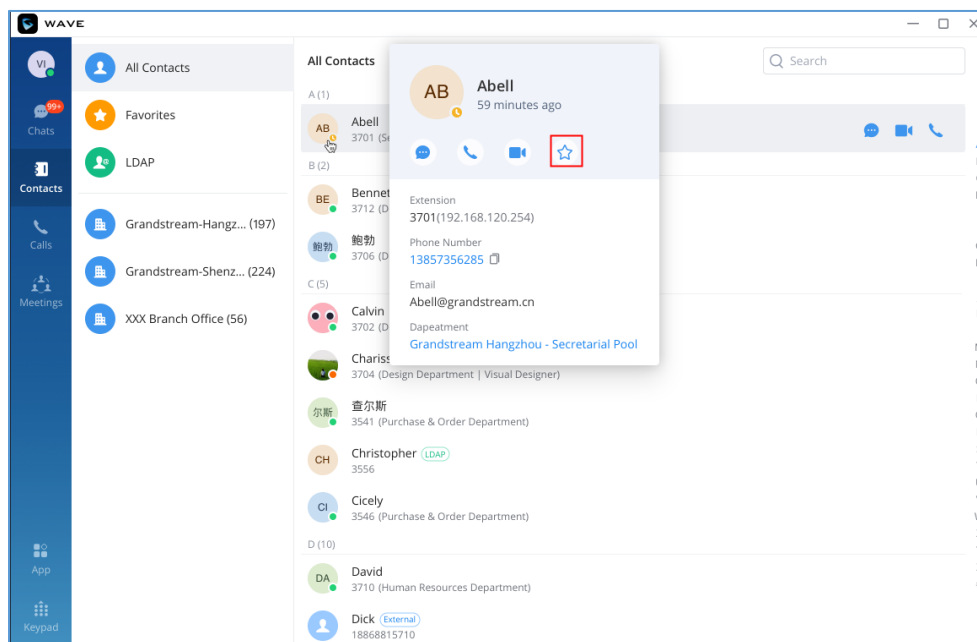 WAVE
VI
99+
Chats
Contacts
Calls
Meetings
App
Keypad
All Contacts
Favorites
LDAP
Grandstream-Hangz... (197)
Grandstream-Shenz... (224)
XXX Branch Office (56)
All Contacts
Search
A (1)
AB
Abell
3701
B (2)
BE
Bennet
3712 (D
鲍勃
鲍勃
3706 (D
C (5)
Calvin
3702 (D
Chariss
3704 (Design Department | Visual Designer)
尔斯
查尔斯
3541 (Purchase & Order Department)
CH
Christopher LDAP
3556
CI
Cicely
3546 (Purchase & Order Department)
D (10)
DA
David
3710 (Human Resources Department)
Dick External
18868815710
AB
Abell
59 minutes ago
Extension
3701(192.168.120.254)
Phone Number
13857356285
Email
Abell@grandstream.cn
Dapeatment
Grandstream Hangzhou - Secretarial Pool